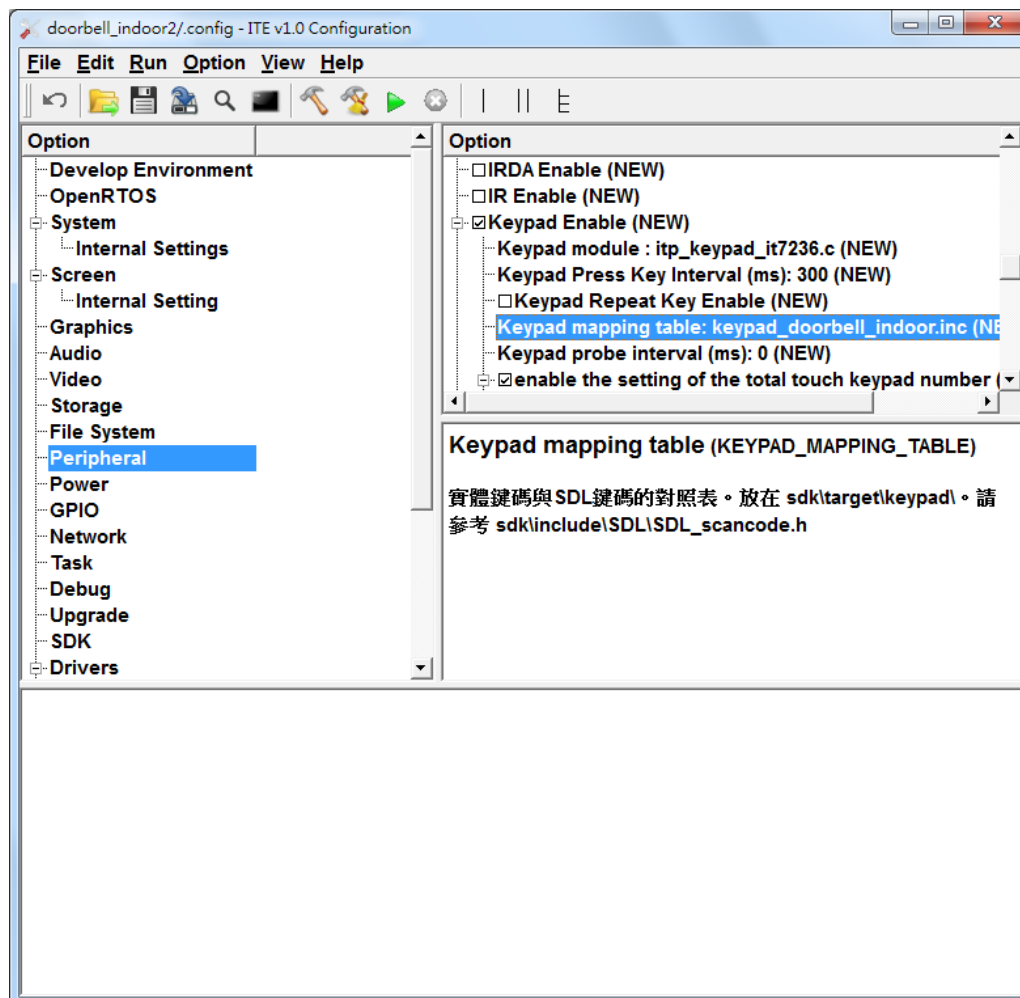 doorbell_indoor2/.config - ITE v1.0 Configuration
File Edit Run Option View Help
Option
Develop Environment
OpenRTOS
System
Internal Settings
Screen
Internal Setting
Graphics
Audio
Video
Storage
File System
Peripheral
Power
GPIO
Network
Task
Debug
Upgrade
SDK
Drivers
Option
IRDA Enable (NEW)
IR Enable (NEW)
Keypad Enable (NEW)
Keypad module : itp_keypad_it7236.c (NEW)
Keypad Press Key Interval (ms): 300 (NEW)
Keypad Repeat Key Enable (NEW)
Keypad mapping table: keypad_doorbell_indoor.inc (NE
Keypad probe interval (ms): 0 (NEW)
enable the setting of the total touch keypad number (
Keypad mapping table (KEYPAD_MAPPING_TABLE)
實體鍵碼與SDL鍵碼的對照表。放在 sdk\target\keypad\。請
參考 sdk\include\SDL\SDL_scancode.h